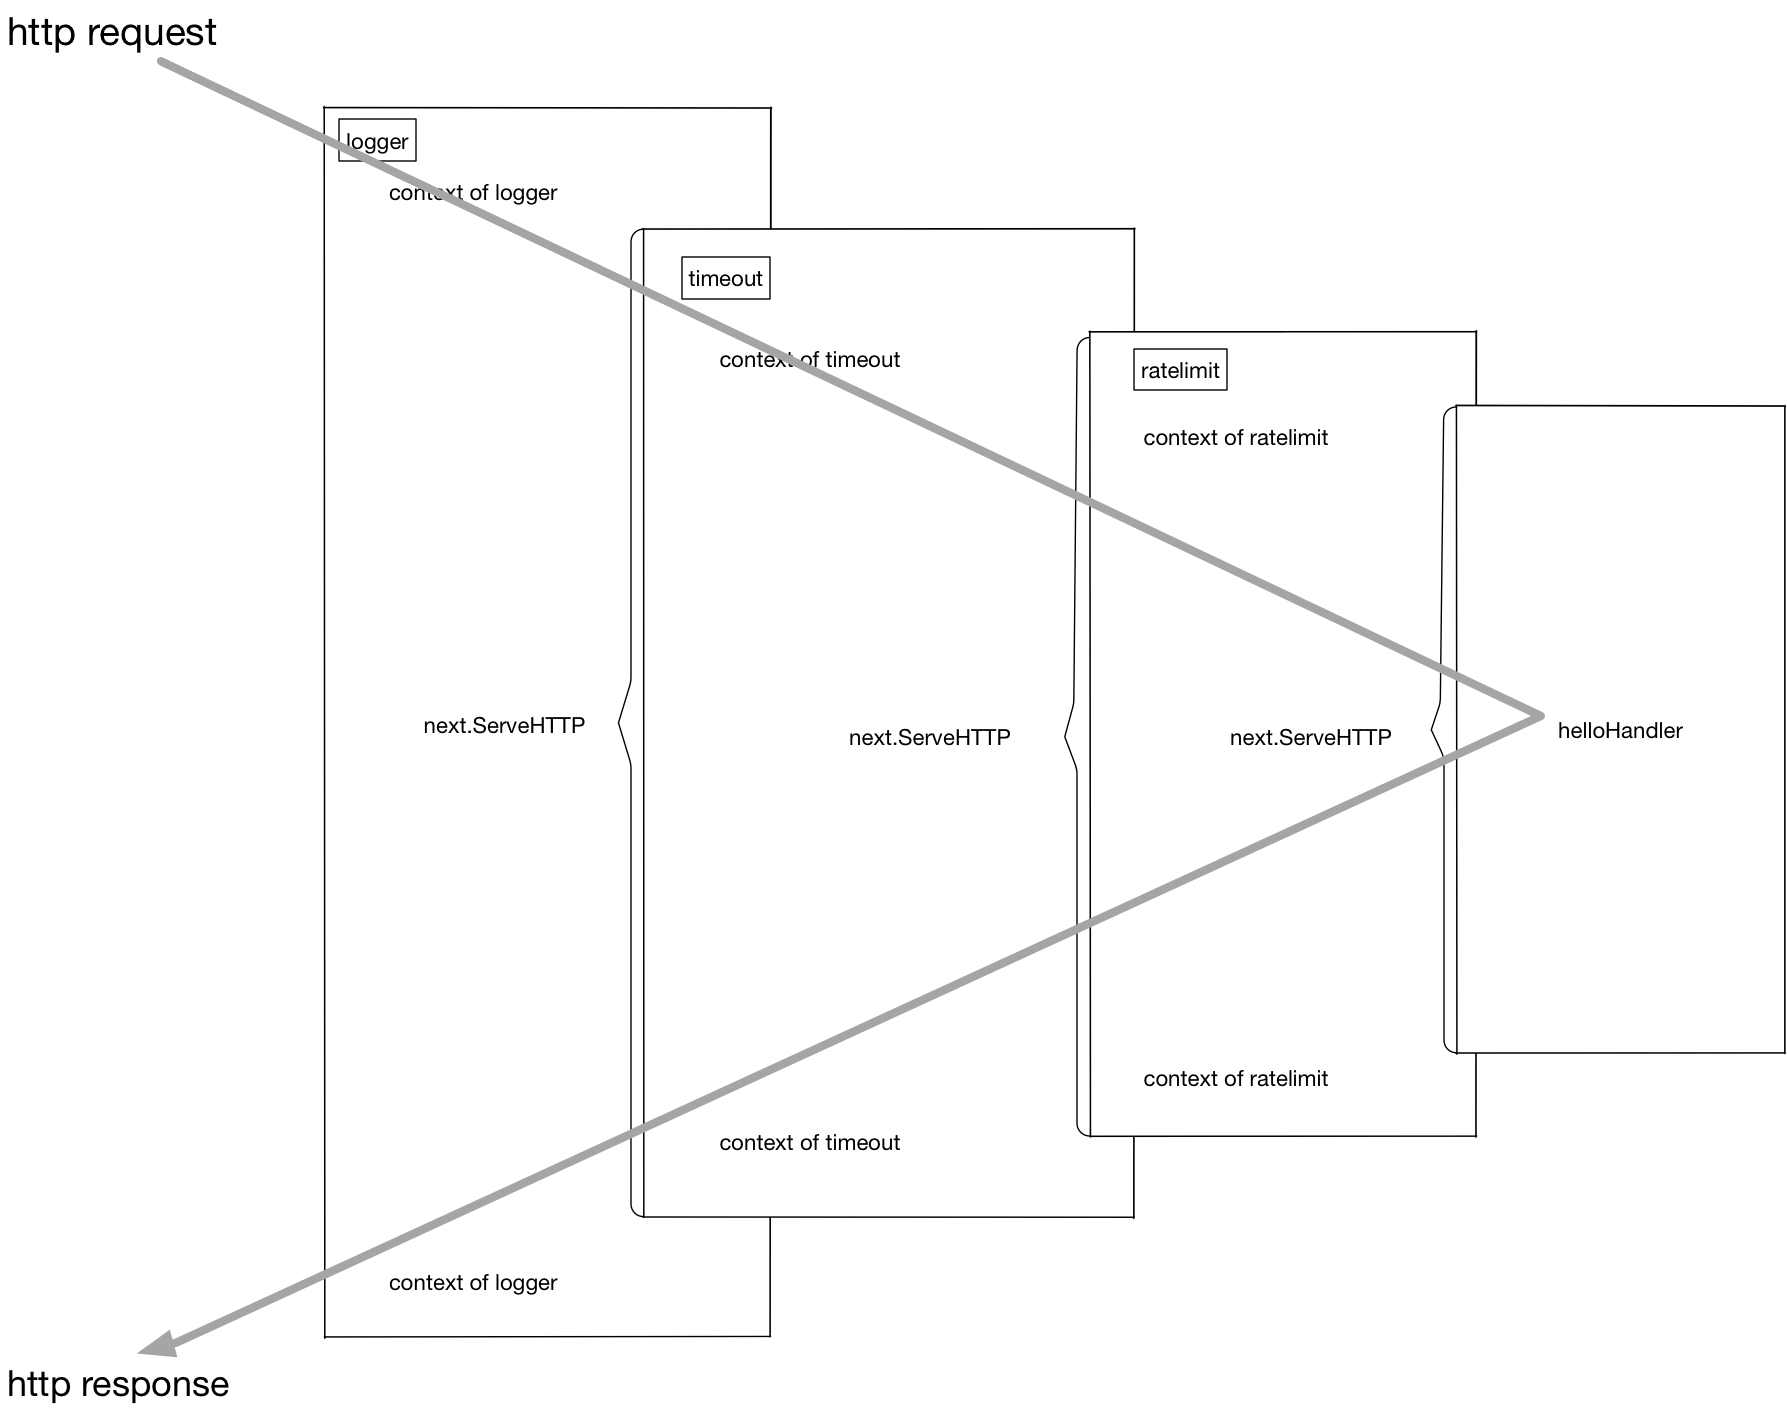 http request
logger
context of logger
timeout
context of timeout
ratelimit
context of ratelimit
next.ServeHTTP
next.ServeHTTP
next.ServeHTTP
helloHandler
context of ratelimit
context of timeout
context of logger
http response